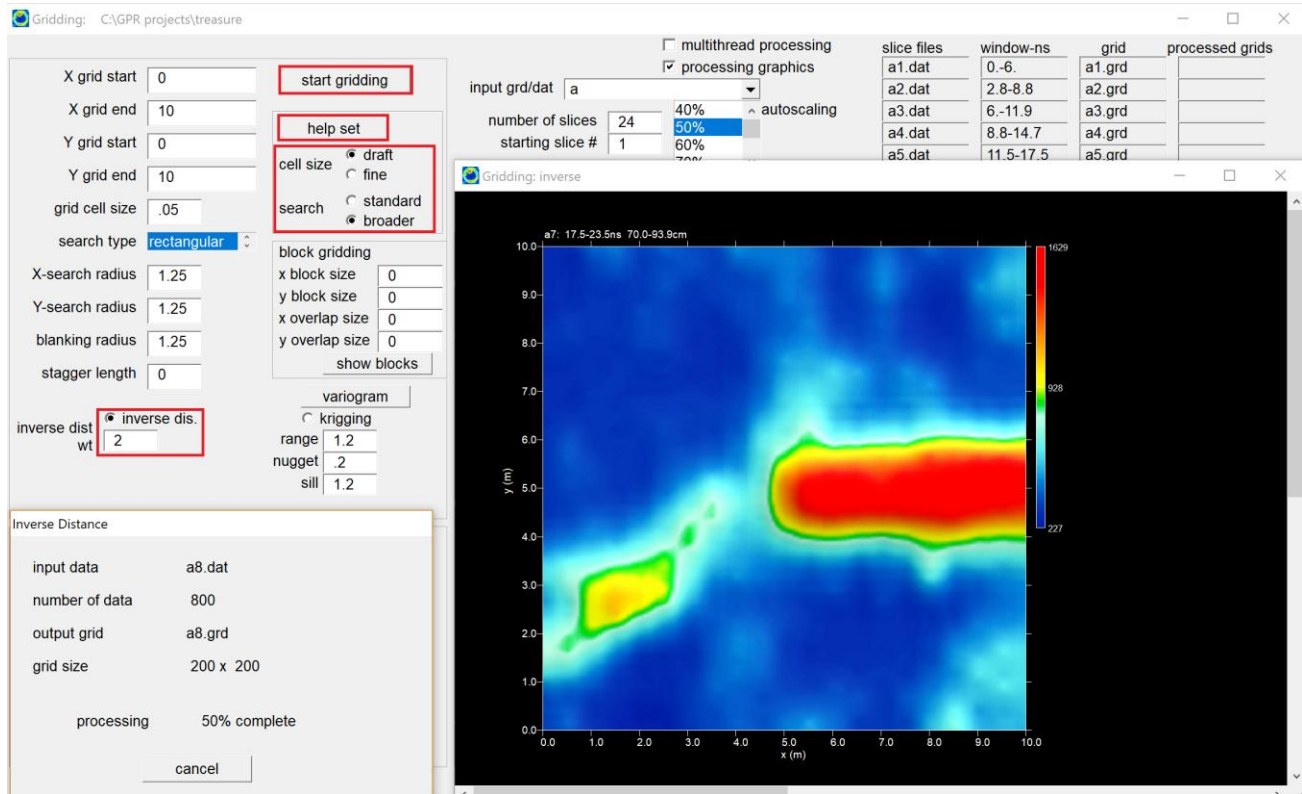 Gridding: C:\GPR projects\treasure
X grid start 0
X grid end 10
Y grid start 0
Y grid end 10
grid cell size .05
search type rectangular
X-search radius 1.25
Y-search radius 1.25
blanking radius 1.25
stagger length 0
inverse dist wt
inverse dis.
2
start gridding
help set
cell size
draft
fine
search
standard
broader
block gridding
x block size 0
y block size 0
x overlap size 0
y overlap size 0
show blocks
variogram
krigging
range 1.2
nugget .2
sill 1.2
multithread processing
processing graphics
input grd/dat a
number of slices 24
starting slice # 1
40%
50%
60%
autoscaling
slice files window-ns grid processed grids
a1.dat 0.-6. a1.grd
a2.dat 2.8-8.8 a2.grd
a3.dat 6.-11.9 a3.grd
a4.dat 8.8-14.7 a4.grd
a5.dat 11.5-17.5 a5.grd
Inverse Distance
input data a8.dat
number of data 800
output grid a8.grd
grid size 200 x 200
processing 50% complete
cancel
Gridding: inverse
a7: 17.5-23.5ns 70.0-93.9cm
10.0
9.0
8.0
7.0
6.0
5.0
4.0
3.0
2.0
1.0
0.0
y (m)
0.0 1.0 2.0 3.0 4.0 5.0 6.0 7.0 8.0 9.0 10.0
x (m)
1629
928
227